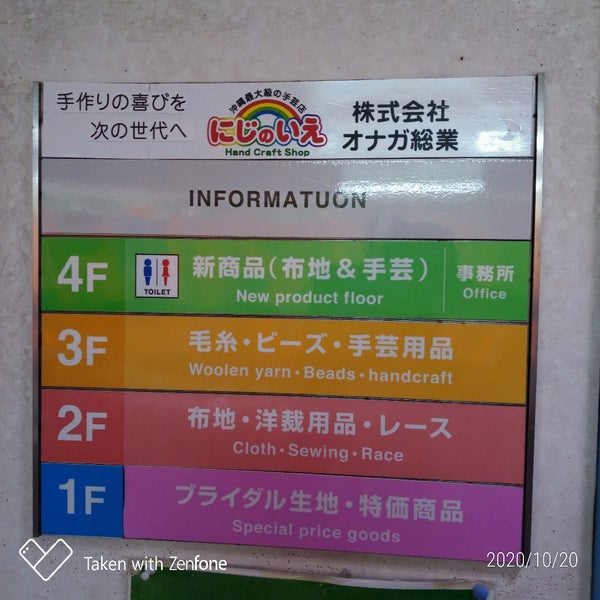 手作りの喜びを
次の世代へ
沖縄最大級の手芸店
にじのいえ
Hand Craft Shop
株式会社
オナガ総業
INFORMATUON
4F
TOILET
新商品(布地&手芸)
New product floor
事務所
Office
3F
毛糸・ビーズ・手芸用品
Woolen yarn・Beads・handcraft
2F
布地・洋裁用品・レース
Cloth・Sewing・Race
1F
ブライダル生地・特価商品
Special price goods
Taken with Zenfone
2020/10/20